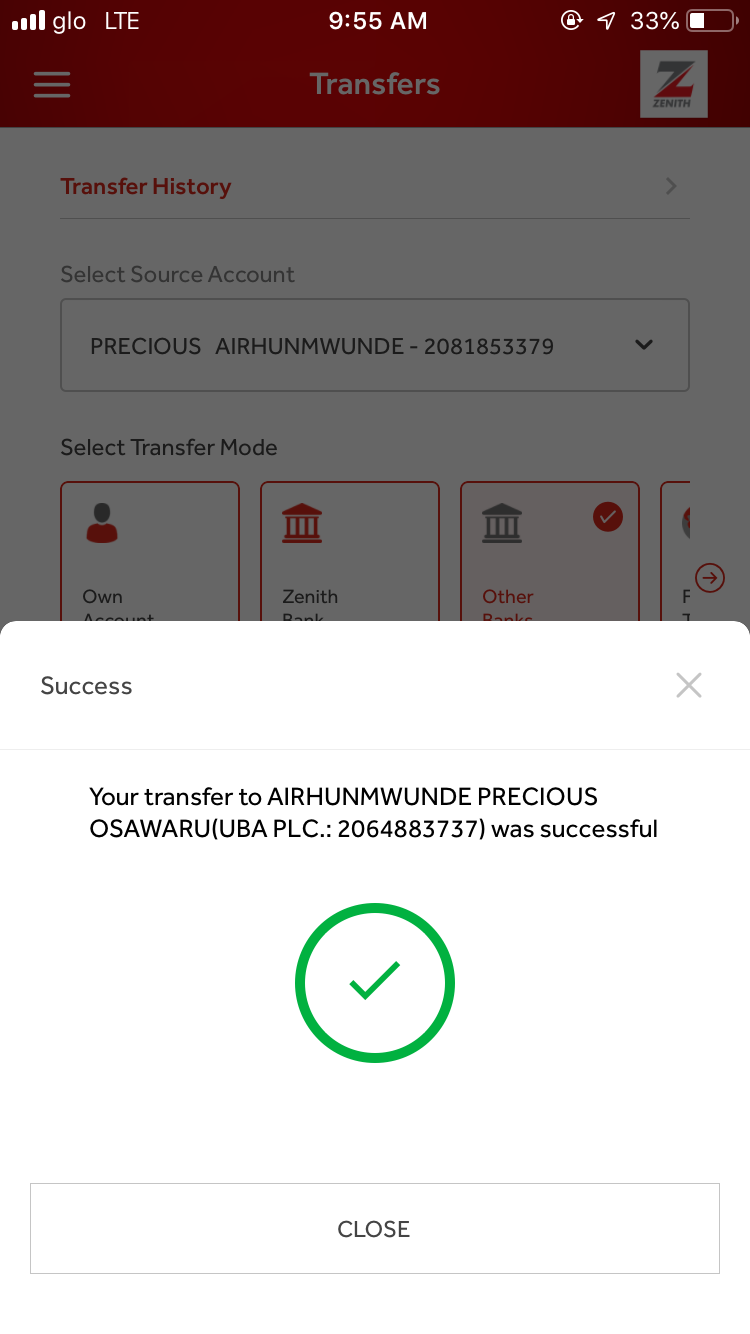 glo LTE 9:55 AM 33%
Transfers
ZENITH
Transfer History
Select Source Account
PRECIOUS AIRHUNMWUNDE - 2081853379
Select Transfer Mode
Own Zenith Other F
Account Bank Banks T
Success
Your transfer to AIRHUNMWUNDE PRECIOUS
OSAWARU(UBA PLC.: 2064883737) was successful
CLOSE